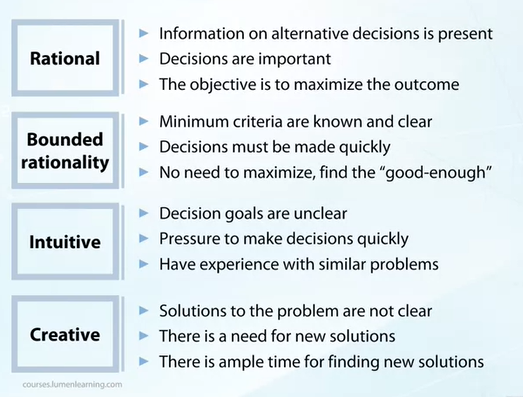 Rational
Information on alternative decisions is present
Decisions are important
The objective is to maximize the outcome
Bounded
rationality
Minimum criteria are known and clear
Decisions must be made quickly
No need to maximize, find the “good-enough”
Intuitive
Decision goals are unclear
Pressure to make decisions quickly
Have experience with similar problems
Creative
Solutions to the problem are not clear
There is a need for new solutions
There is ample time for finding new solutions
courses.lumenlearning.com